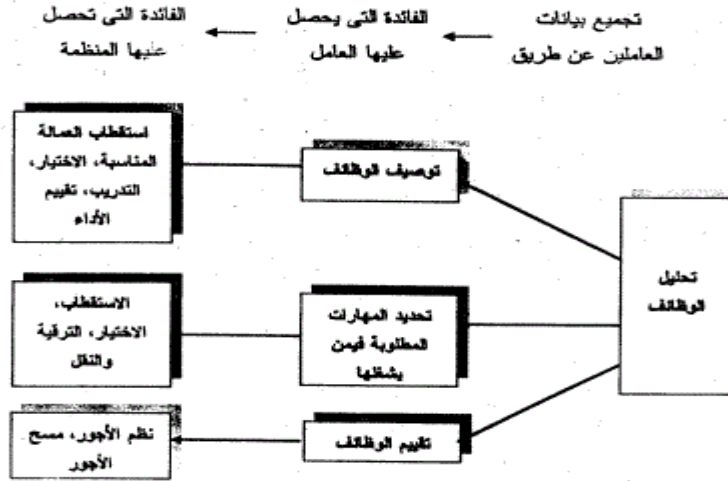 تجميع بيانات
العاملين عن طريق
الفائدة التى يحصل
عليها العامل
الفائدة التى تحصل
عليها المنظمة
تحليل
الوظائف
توصيف الوظائف
استقطاب العمالة
المناسبة، الاختيار،
التدريب، تقييم
الأداء
تحديد المهارات
المطلوبة فيمن
يشغلها
الاستقطاب،
الاختيار، الترقية
والنقل
تقييم الوظائف
نظم الأجور، مسح
الأجور